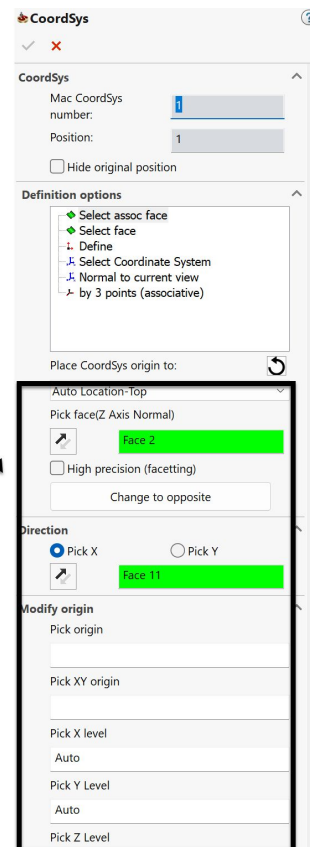 CoordSys
CoordSys
Mac CoordSys
number:
1
Position:
1
Hide original position
Definition options
Select assoc face
Select face
Define
Select Coordinate System
Normal to current view
by 3 points (associative)
Place CoordSys origin to:
Auto Location-Top
Pick face(Z Axis Normal)
Face 2
High precision (facetting)
Change to opposite
Direction
Pick X
Pick Y
Face 11
Modify origin
Pick origin
Pick XY origin
Pick X level
Auto
Pick Y Level
Auto
Pick Z Level